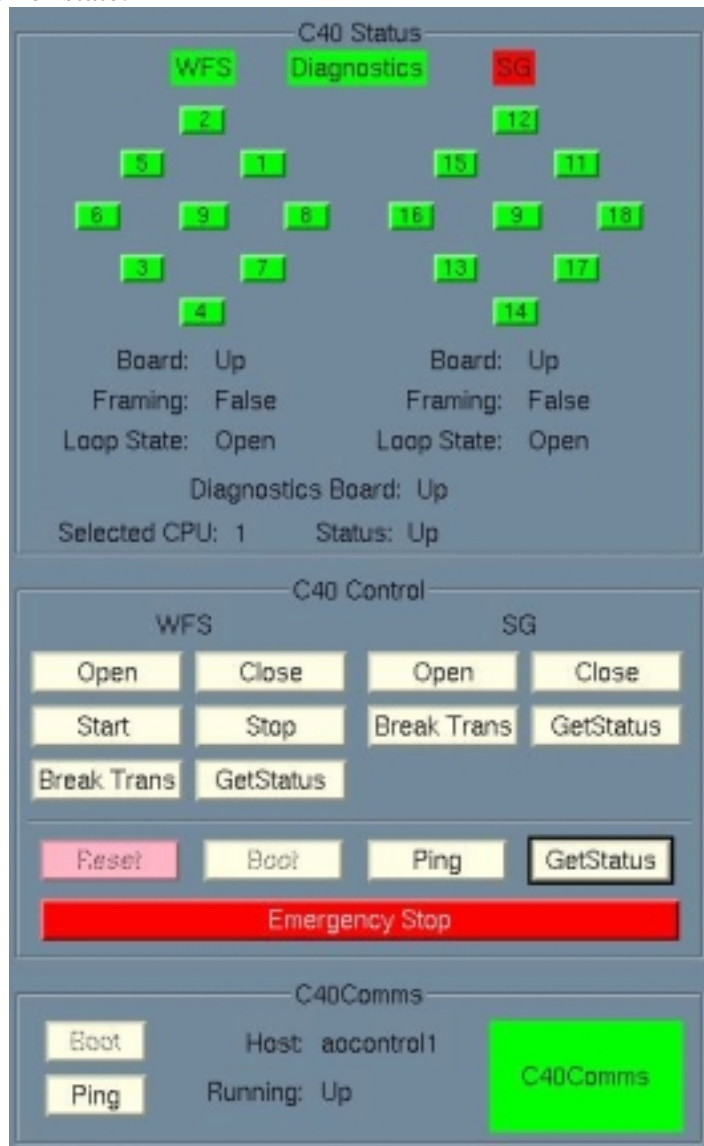 C40 Status
WFS Diagnostics SG
2 12
5 1 15 11
6 9 8 16 9 18
3 7 13 17
4 14
Board: Up Board: Up
Framing: False Framing: False
Loop State: Open Loop State: Open
Diagnostics Board: Up
Selected CPU: 1 Status: Up
C40 Control
WFS SG
Open Close Open Close
Start Stop Break Trans GetStatus
Break Trans GetStatus
Reset Boot Ping GetStatus
Emergency Stop
C40Comms
Boot Host: aocontrol1 C40Comms
Ping Running: Up